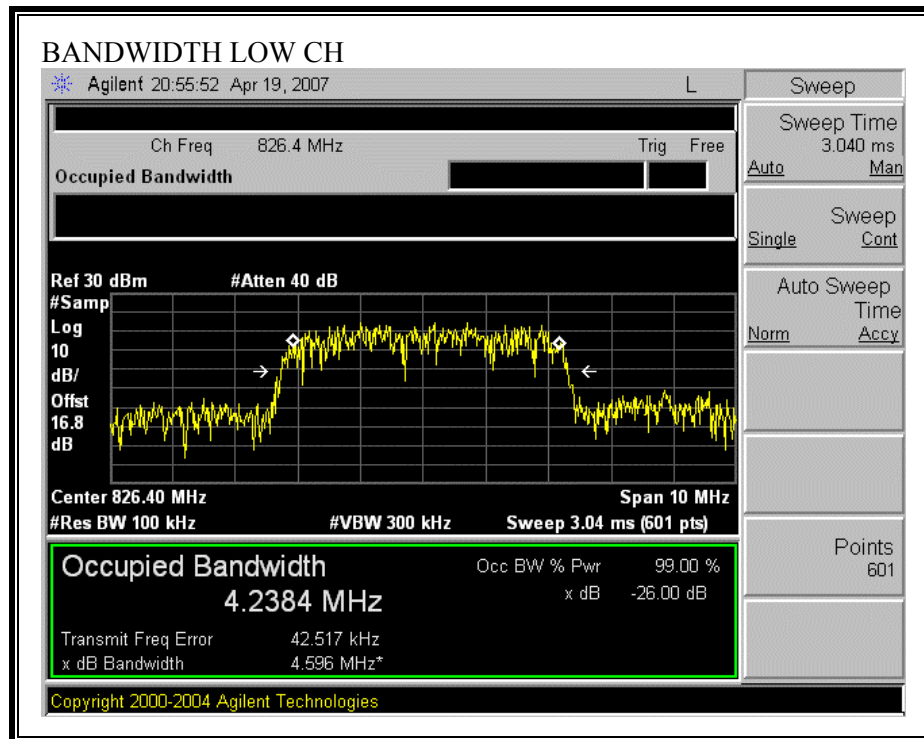 BANDWIDTH LOW CH
Agilent 20:55:52 Apr 19, 2007 L
Sweep
Ch Freq 826.4 MHz Trig Free
Occupied Bandwidth
Sweep Time
3.040 ms
Auto Man
Sweep
Single Cont
Auto Sweep
Time
Norm Accy
Points
601
Ref 30 dBm #Atten 40 dB
#Samp
Log
10
dB/
Offst
16.8
dB
Center 826.40 MHz Span 10 MHz
#Res BW 100 kHz #VBW 300 kHz Sweep 3.04 ms (601 pts)
Occupied Bandwidth
4.2384 MHz
Occ BW % Pwr 99.00 %
x dB -26.00 dB
Transmit Freq Error 42.517 kHz
x dB Bandwidth 4.596 MHz*
Copyright 2000-2004 Agilent Technologies